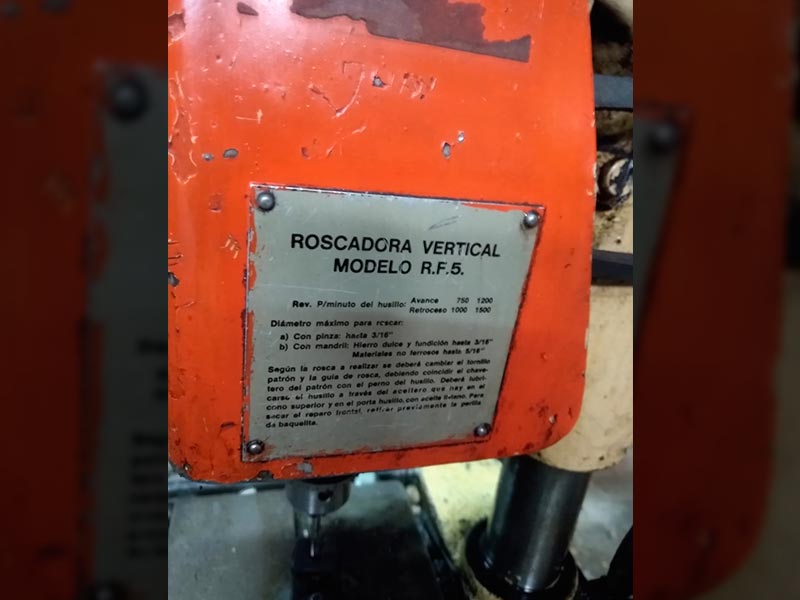 ROSCADORA VERTICAL
MODELO R.F.5.
Rev. P/minuto del husillo: Avance 750 1200
Retroceso 1000 1500
Diámetro máximo para roscar:
a) Con pinza: hasta 3/16"
b) Con mandril: Hierro dulce y fundición hasta 3/16"
Materiales no ferrosos hasta 5/16"
Según la rosca a realizar se deberá cambiar el tornillo
patrón y la guía de rosca, debiendo coincidir el chave-
tero del patrón con el perno del husillo. Deberá lubri-
carse el husillo a través del aceitero que hay en el
cono superior y en el porta husillo, con aceite liviano. Para
sacar el reparo frontal, retirar previamente la perilla
de baquelita.